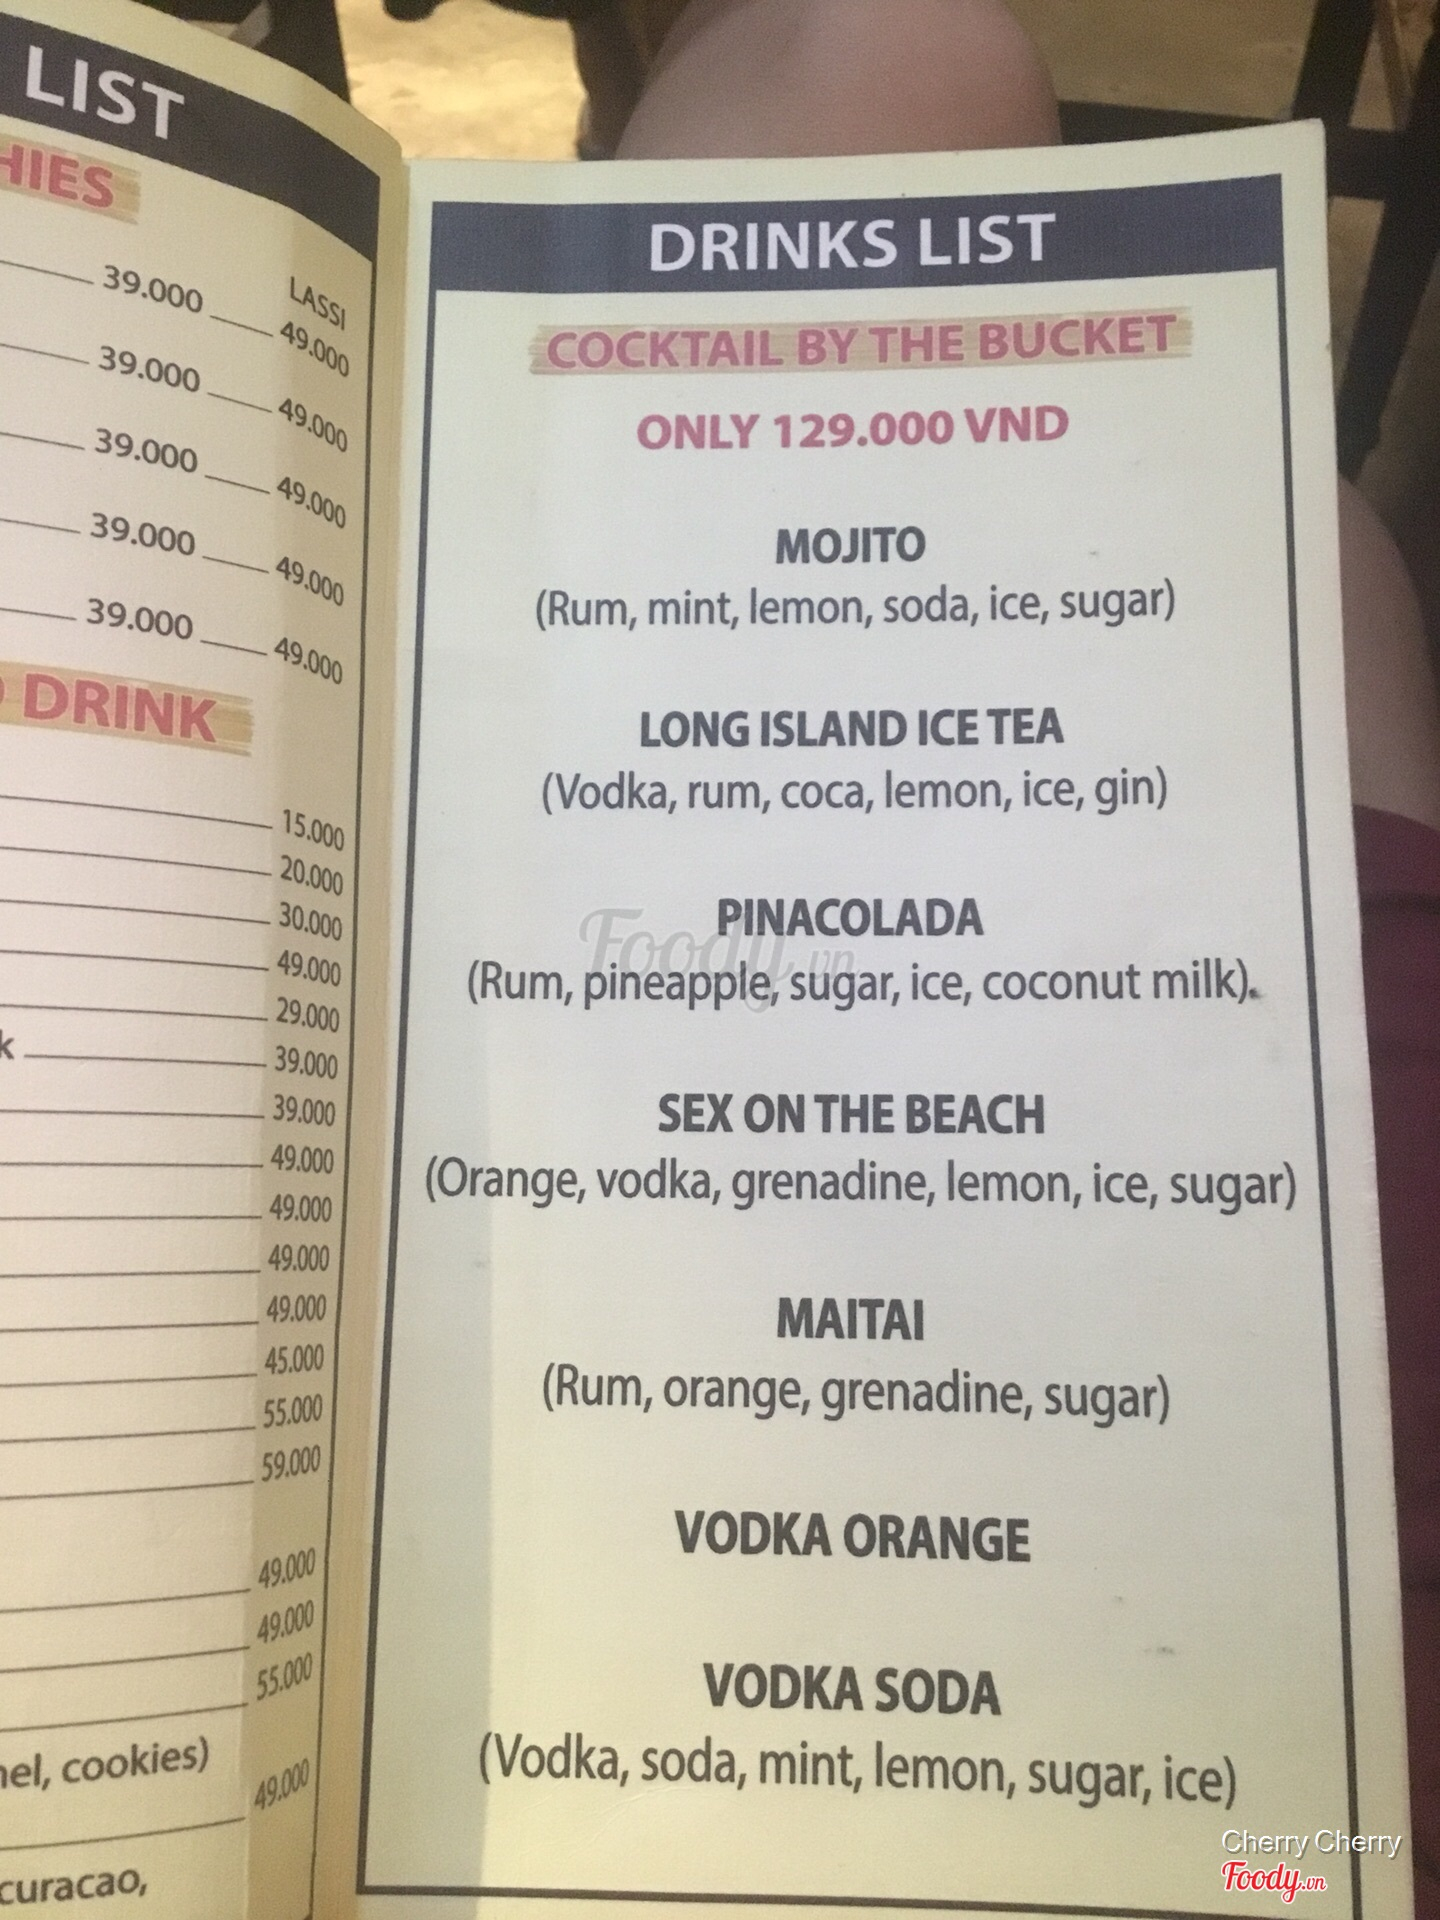 LIST
HIES
LASSI
39.000 49.000
39.000 49.000
39.000 49.000
39.000 49.000
39.000 49.000
DRINK
15.000
20.000
30.000
49.000
29.000
k 39.000
39.000
49.000
49.000
49.000
49.000
45.000
55.000
59.000
49.000
49.000
55.000
nel, cookies)
49.000
curacao,
DRINKS LIST
COCKTAIL BY THE BUCKET
ONLY 129.000 VND
MOJITO
(Rum, mint, lemon, soda, ice, sugar)
LONG ISLAND ICE TEA
(Vodka, rum, coca, lemon, ice, gin)
PINACOLADA
(Rum, pineapple, sugar, ice, coconut milk).
SEX ON THE BEACH
(Orange, vodka, grenadine, lemon, ice, sugar)
MAITAI
(Rum, orange, grenadine, sugar)
VODKA ORANGE
VODKA SODA
(Vodka, soda, mint, lemon, sugar, ice)
Foody.vn
Cherry Cherry
Foody.vn